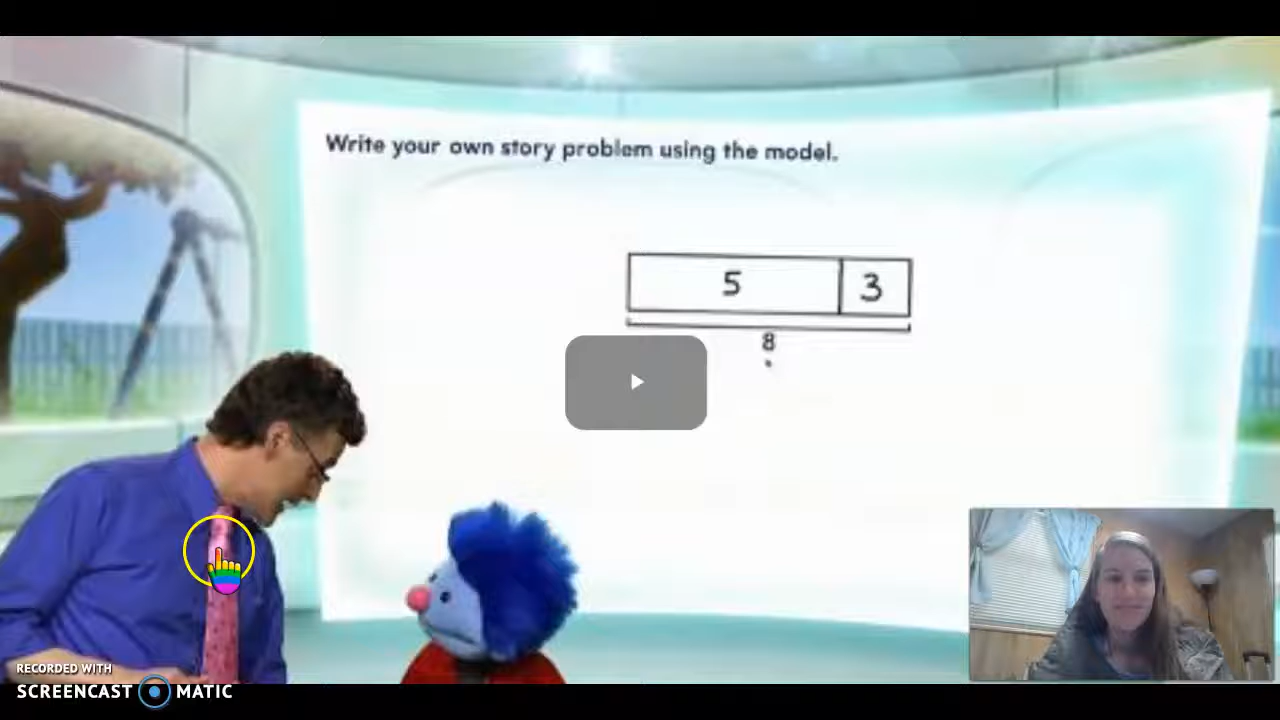 Write your own story problem using the model.
5 3
8
RECORDED WITH
SCREENCAST MATIC